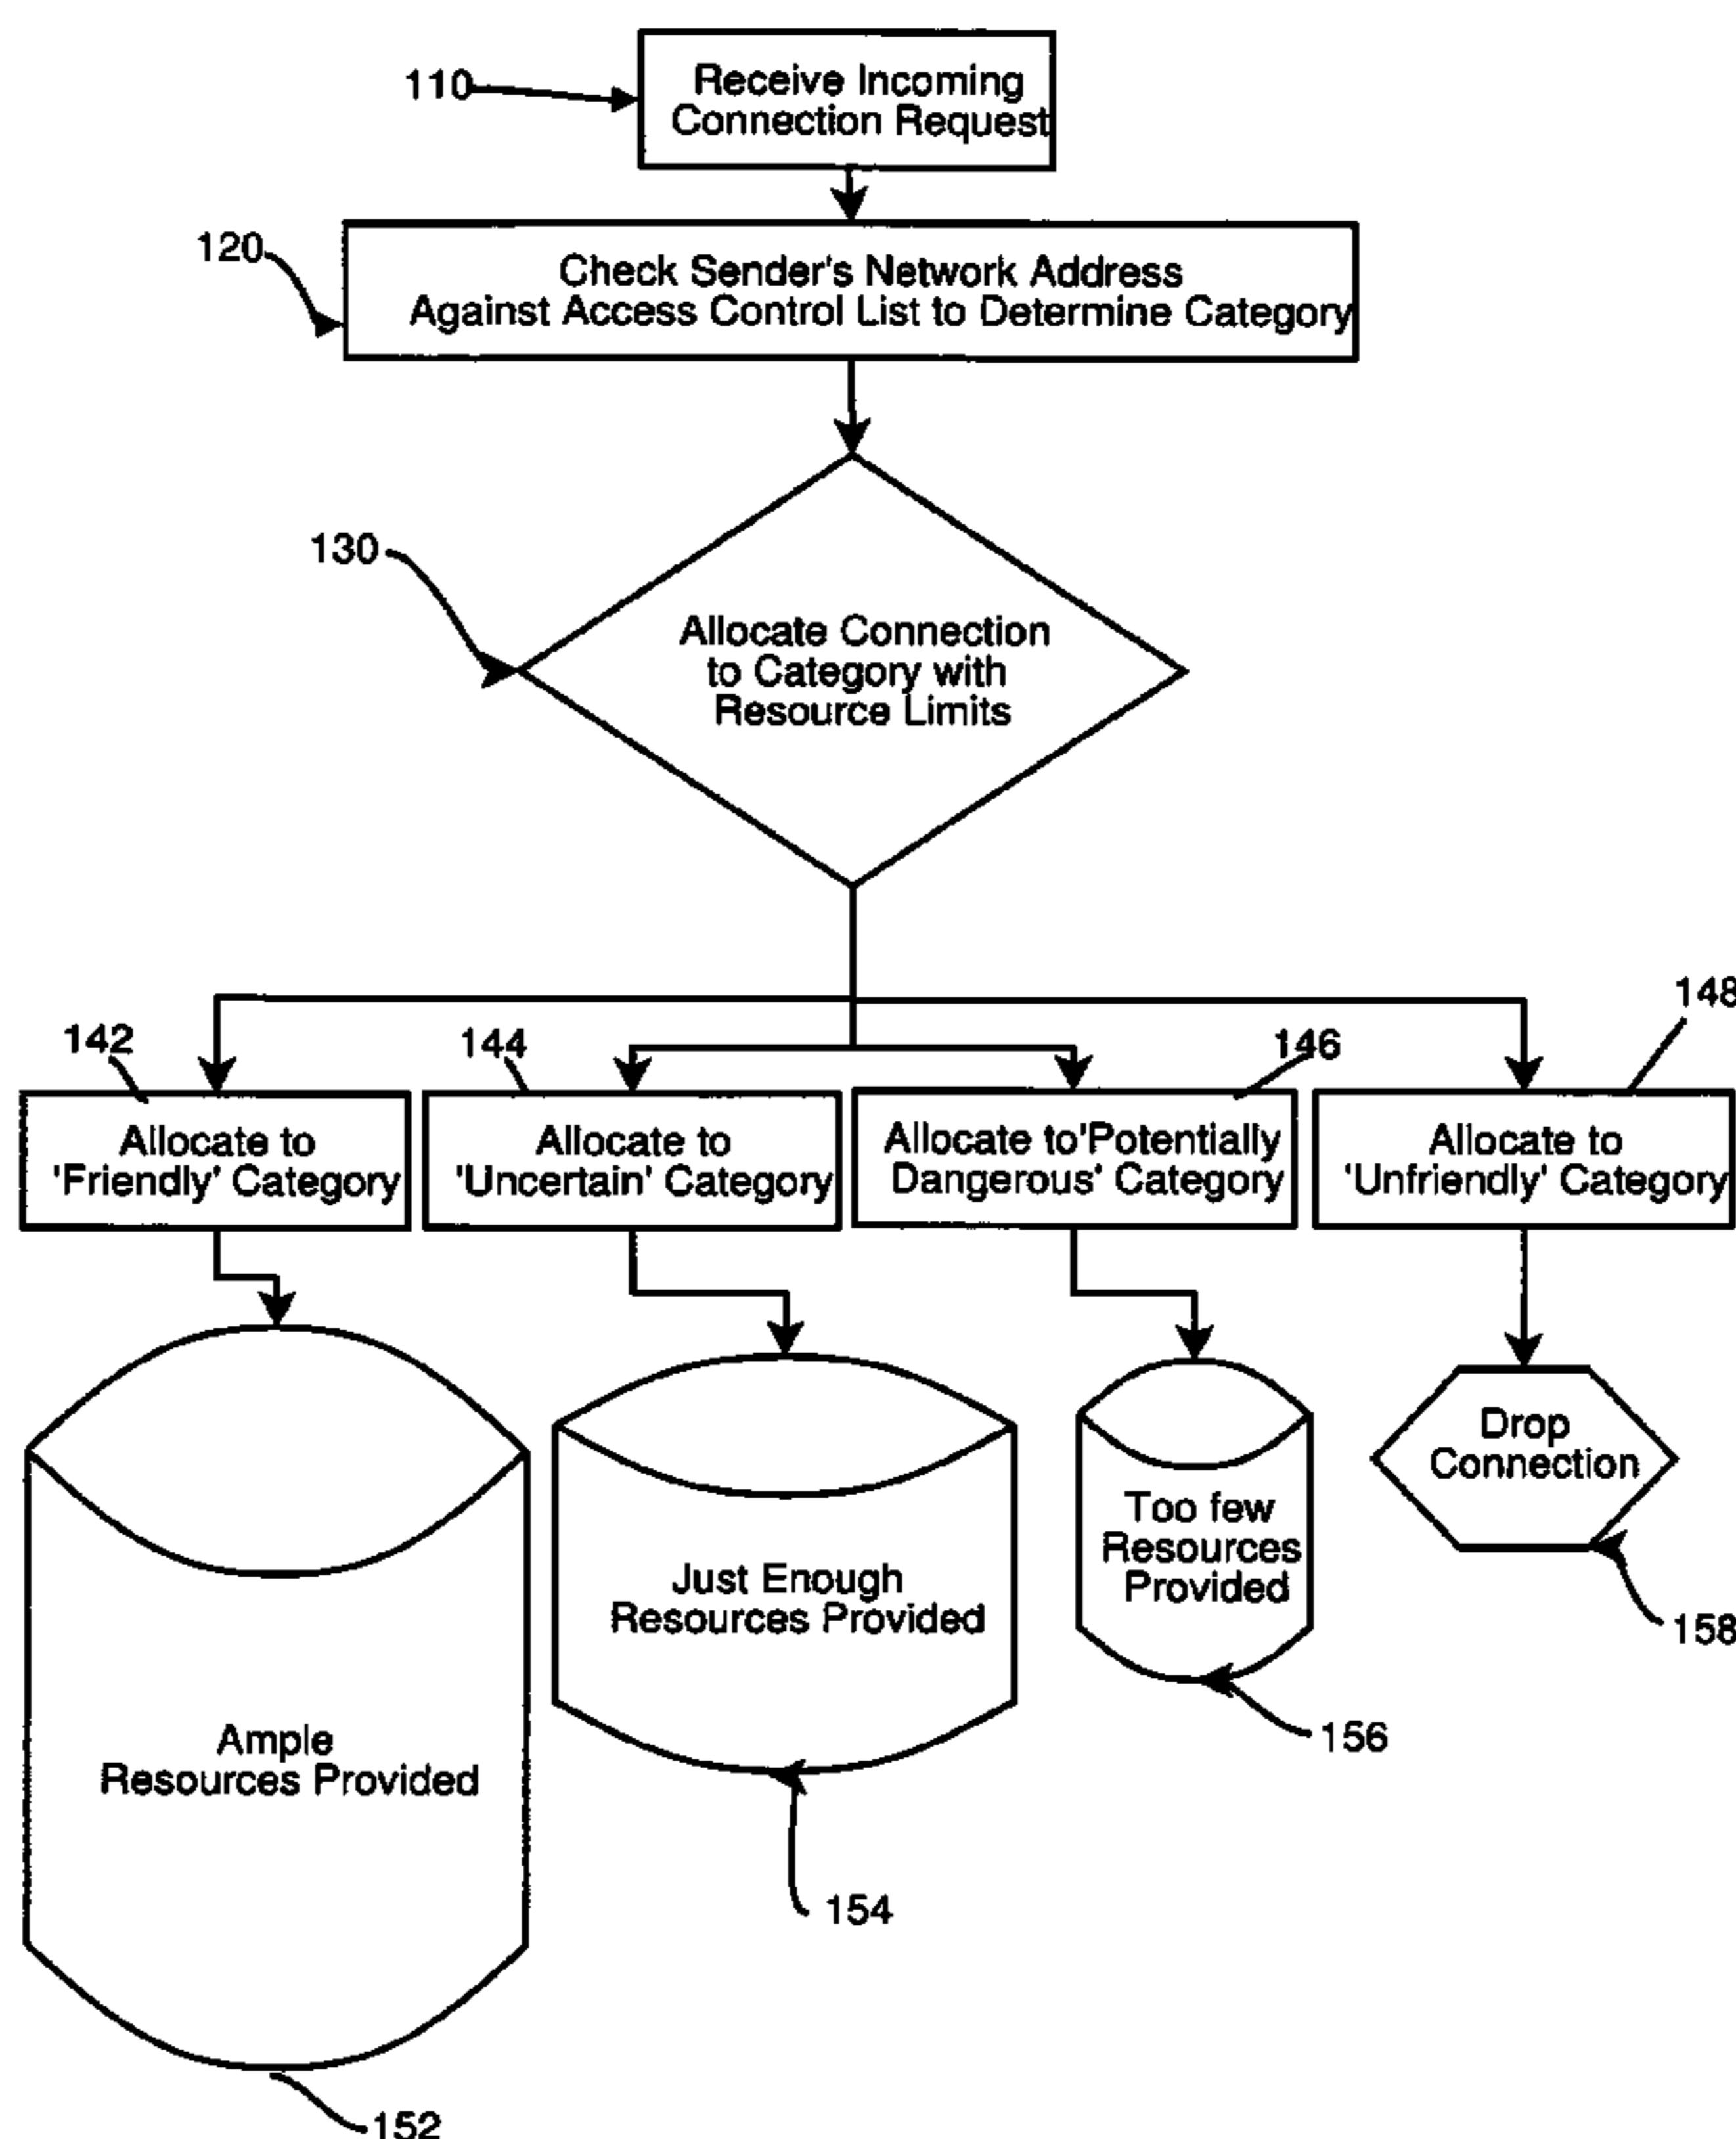 110
Receive Incoming
Connection Request
120
Check Sender's Network Address
Against Access Control List to Determine Category
130
Allocate Connection
to Category with
Resource Limits
142
144
146
148
Allocate to
'Friendly' Category
Allocate to
'Uncertain' Category
Allocate to'Potentially
Dangerous' Category
Allocate to
'Unfriendly' Category
Ample
Resources Provided
Just Enough
Resources Provided
Too few
Resources
Provided
Drop
Connection
158
156
154
152